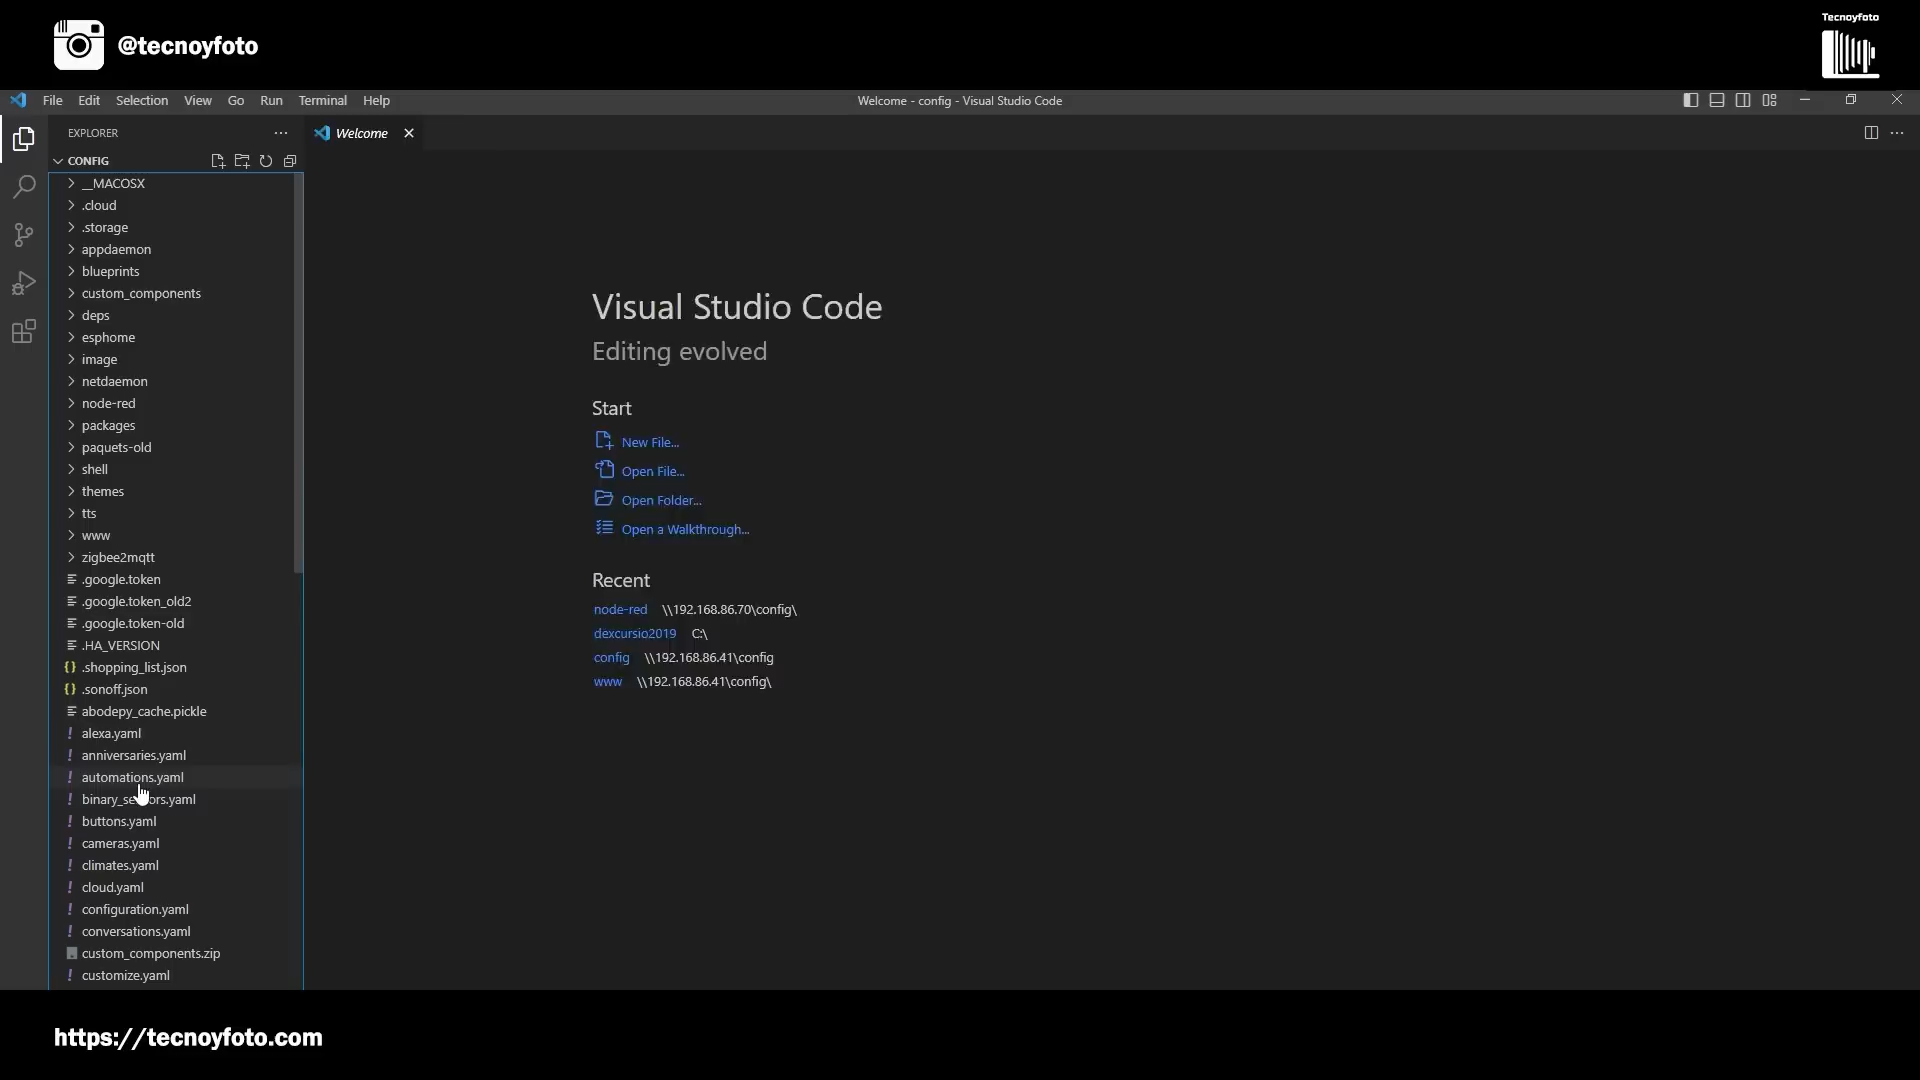 @tecnoyfoto
Tecnoyfoto
File Edit Selection View Go Run Terminal Help
Welcome - config - Visual Studio Code
EXPLORER
Welcome
CONFIG
__MACOSX
.cloud
.storage
appdaemon
blueprints
custom_components
deps
esphome
image
netdaemon
node-red
packages
paquets-old
shell
themes
tts
www
zigbee2mqtt
.google.token
.google.token_old2
.google.token-old
.HA_VERSION
.shopping_list.json
.sonoff.json
abodepy_cache.pickle
alexa.yaml
anniversaries.yaml
automations.yaml
binary_sensors.yaml
buttons.yaml
cameras.yaml
climates.yaml
cloud.yaml
configuration.yaml
conversations.yaml
custom_components.zip
customize.yaml
Visual Studio Code
Editing evolved
Start
New File...
Open File...
Open Folder...
Open a Walkthrough...
Recent
node-red \\192.168.86.70\config\
dexcursio2019 C:\
config \\192.168.86.41\config
www \\192.168.86.41\config\
https://tecnoyfoto.com